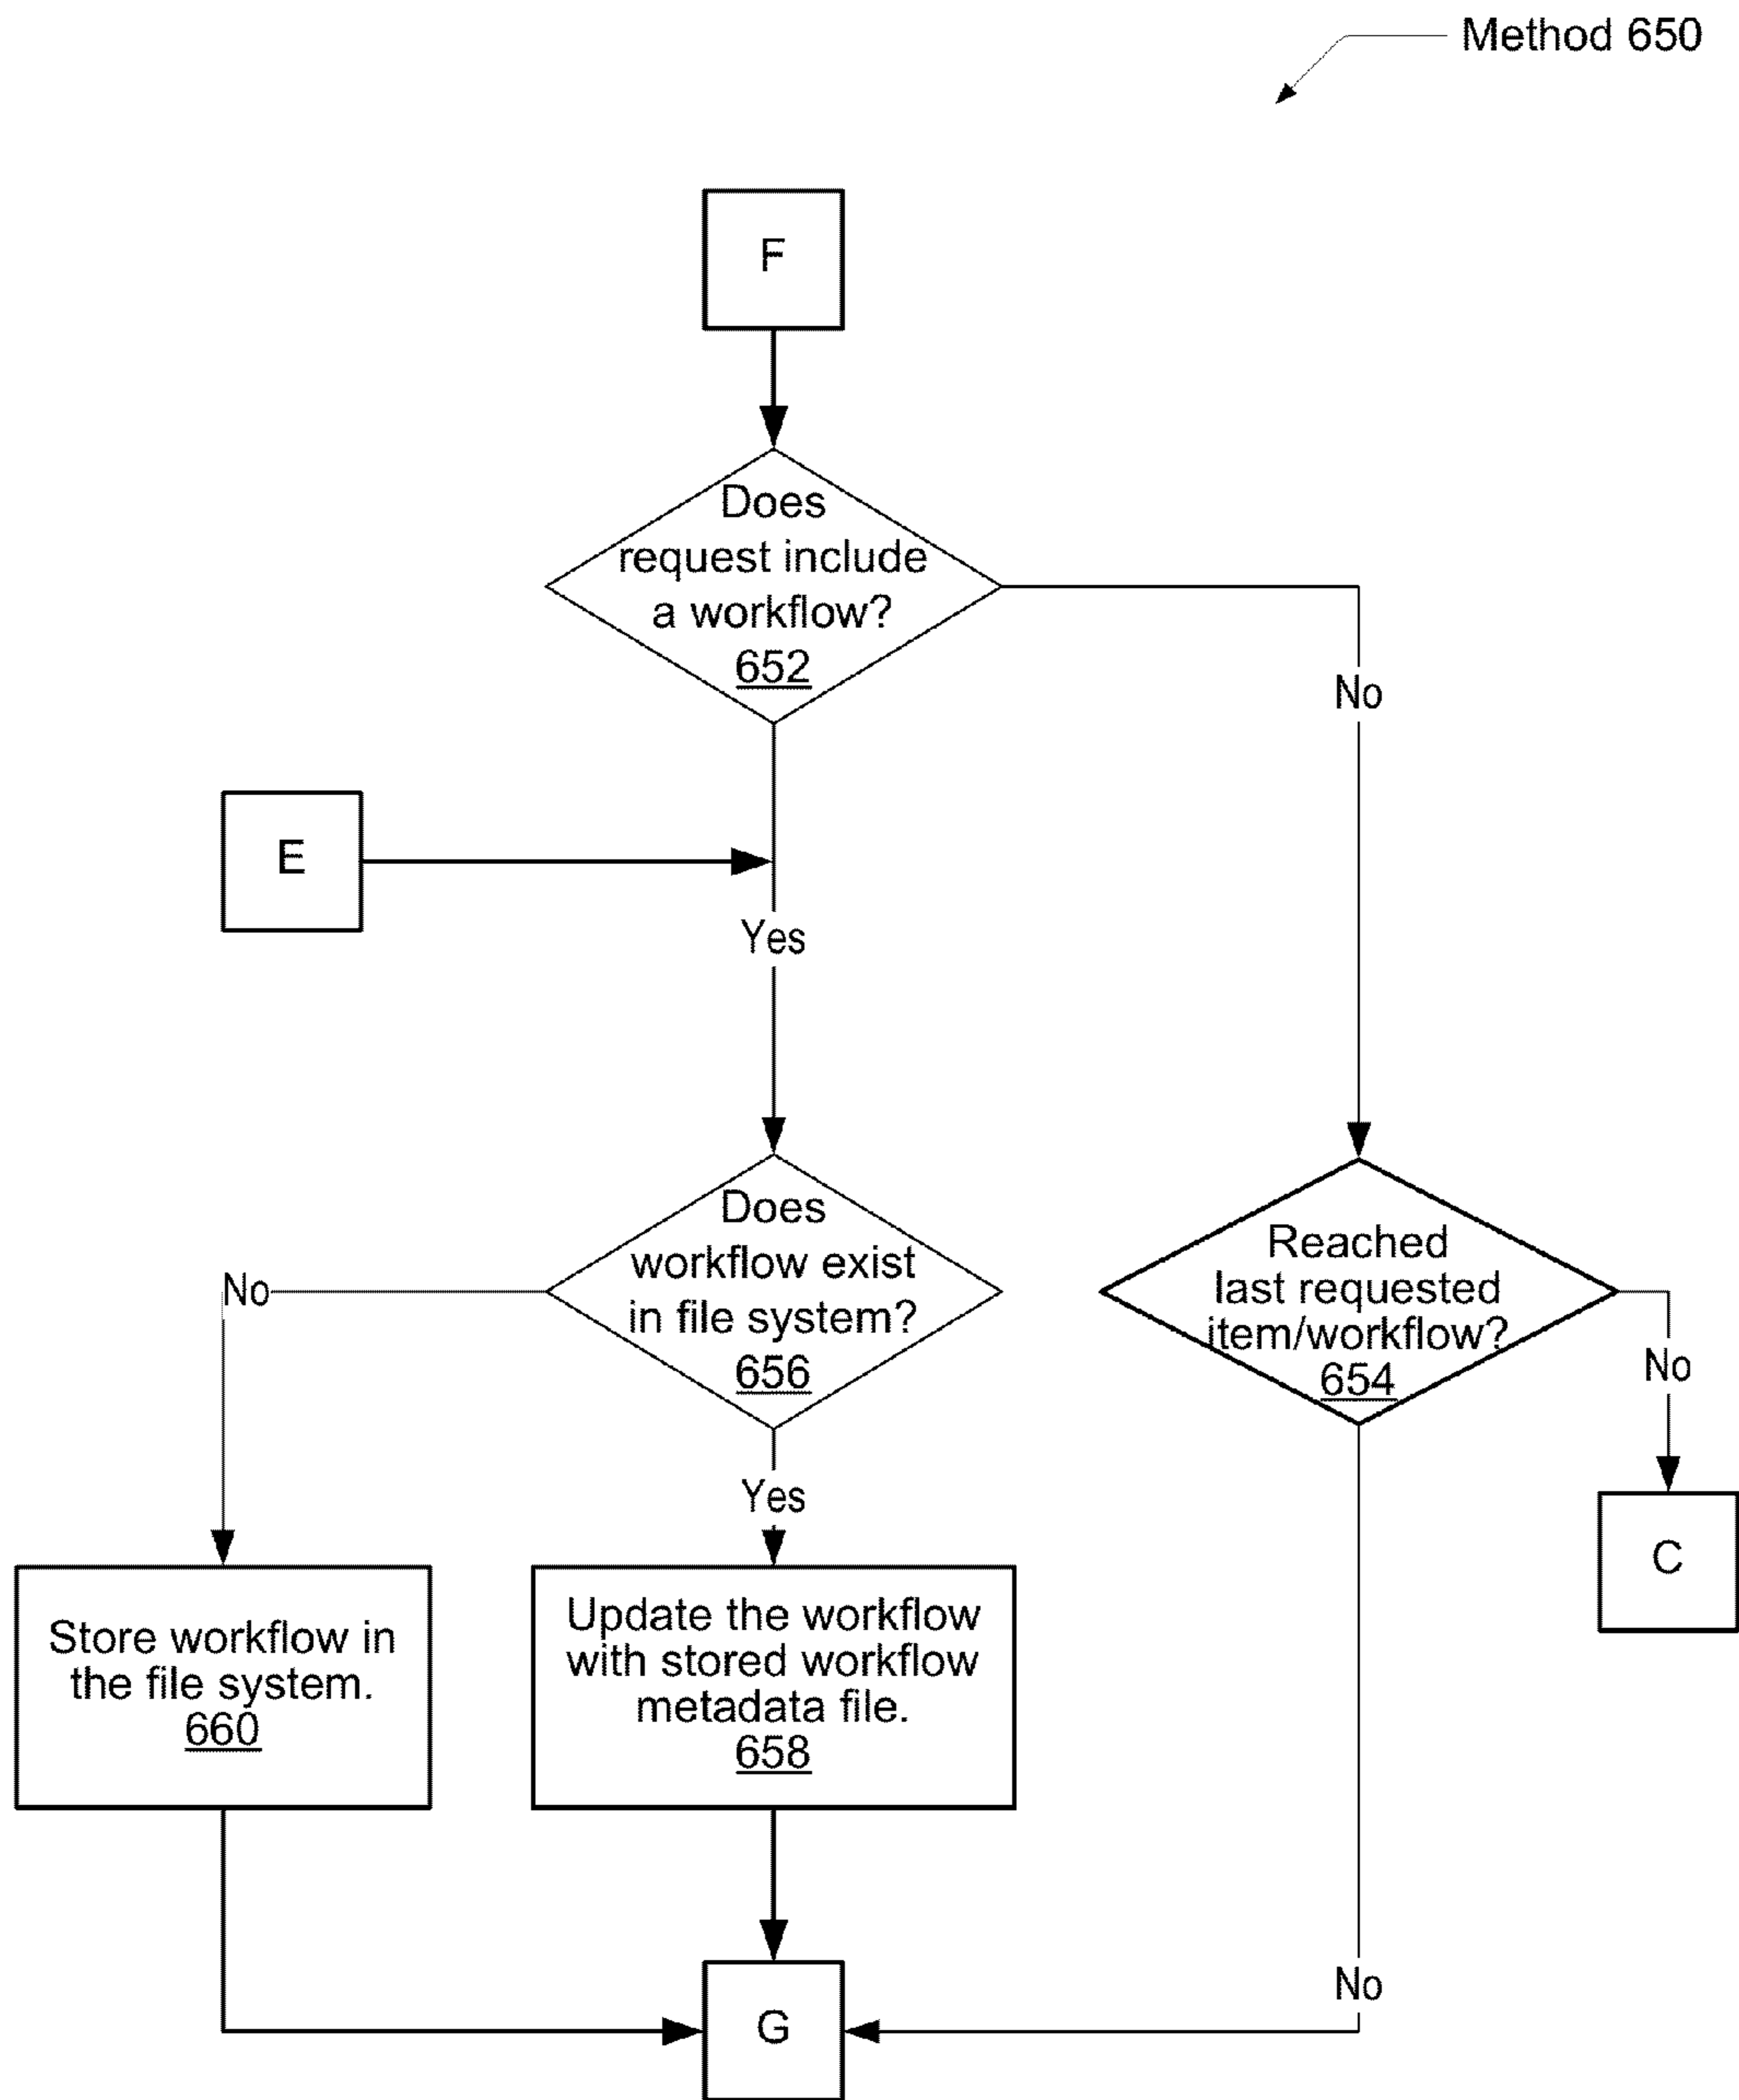 Method 650
F
Does
request include
a workflow?
652
No
E
Yes
Does
workflow exist
in file system?
656
No
Reached
last requested
item/workflow?
654
No
Yes
C
Store workflow in
the file system.
660
Update the workflow
with stored workflow
metadata file.
658
No
G